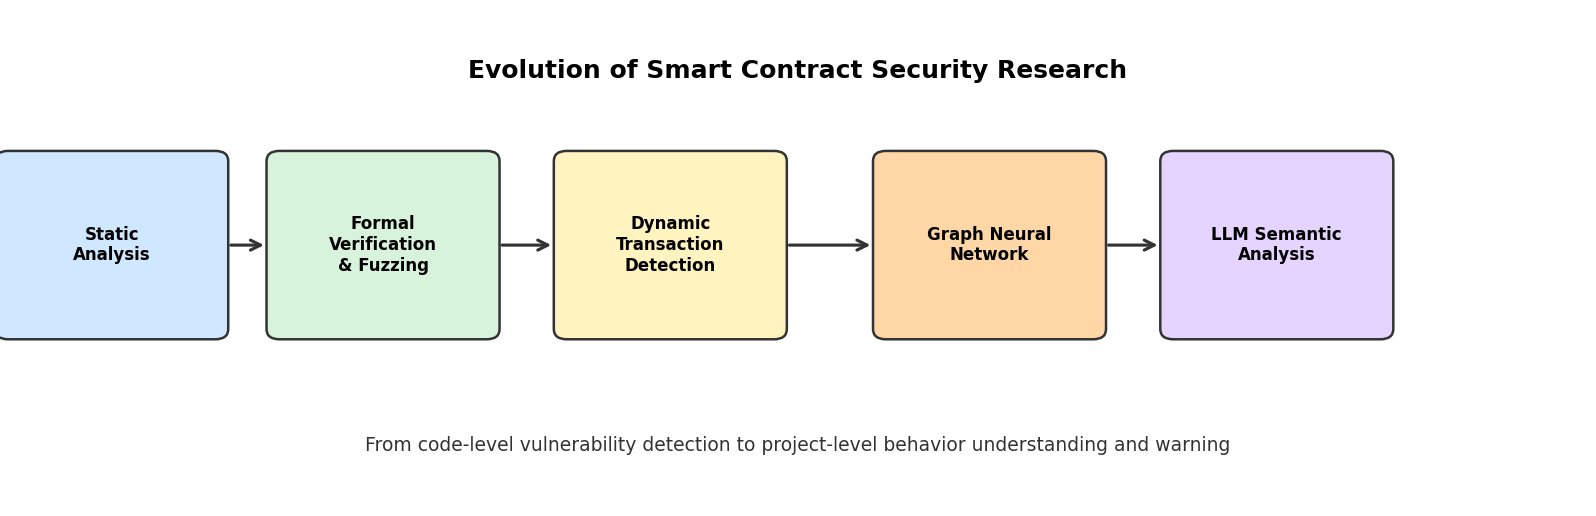 Evolution of Smart Contract Security Research
Static
Analysis
Formal
Verification
& Fuzzing
Dynamic
Transaction
Detection
Graph Neural
Network
LLM Semantic
Analysis
From code-level vulnerability detection to project-level behavior understanding and warning